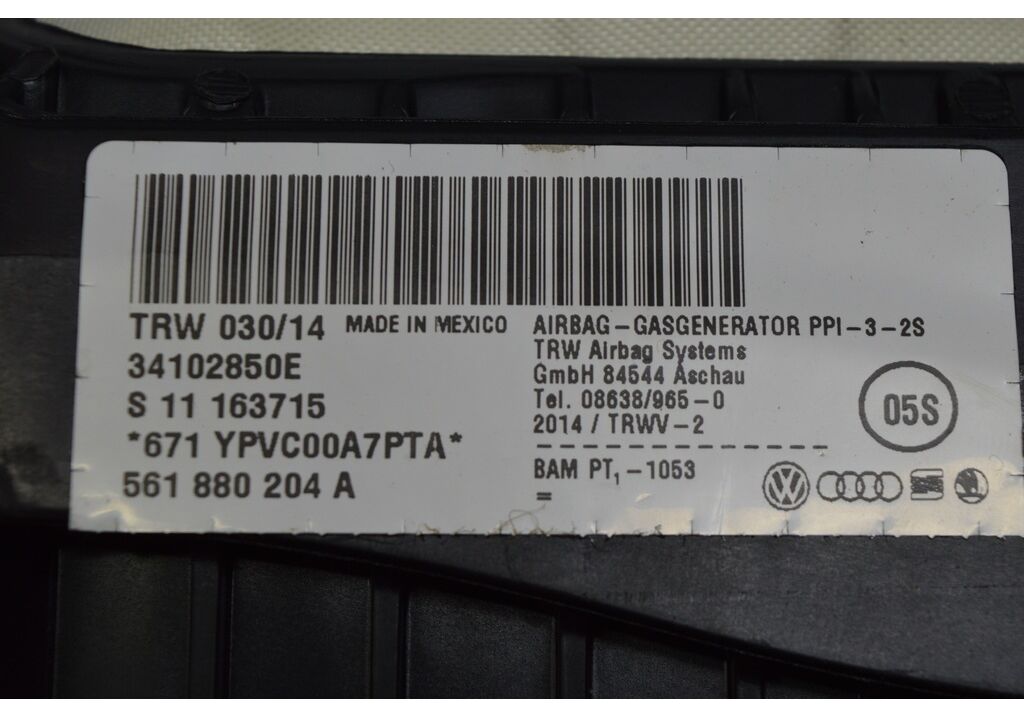 TRW 030/14 MADE IN MEXICO
34102850E
S 11 163715
*671 YPVC00A7PTA*
561 880 204 A
AIRBAG-GASGENERATOR PPI-3-2S
TRW Airbag Systems
GmbH 84544 Aschau
Tel. 08638/965-0
2014 / TRWV-2
---------------
BAM PT₁-1053
=
05S